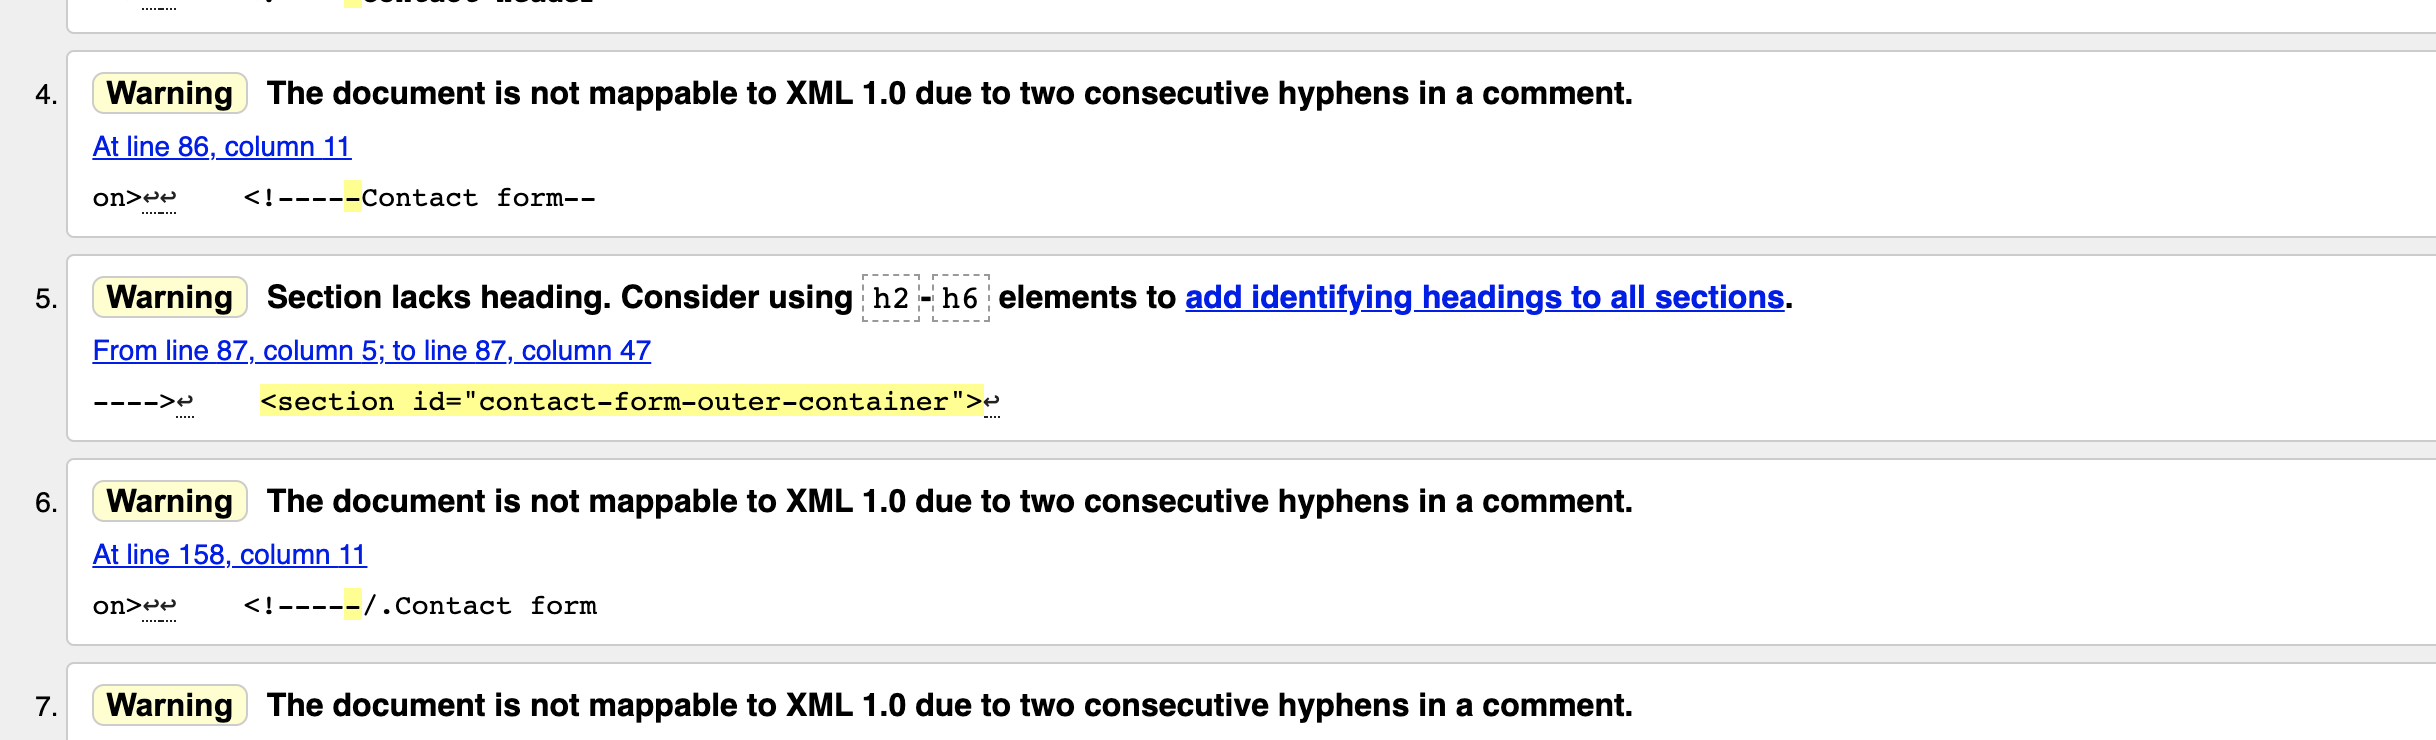 4. Warning The document is not mappable to XML 1.0 due to two consecutive hyphens in a comment.
At line 86, column 11
on>↩↩    <!-----Contact form--
5. Warning Section lacks heading. Consider using h2-h6 elements to add identifying headings to all sections.
From line 87, column 5; to line 87, column 47
---->↩    <section id="contact-form-outer-container">↩
6. Warning The document is not mappable to XML 1.0 due to two consecutive hyphens in a comment.
At line 158, column 11
on>↩↩    <!-----/.Contact form
7. Warning The document is not mappable to XML 1.0 due to two consecutive hyphens in a comment.